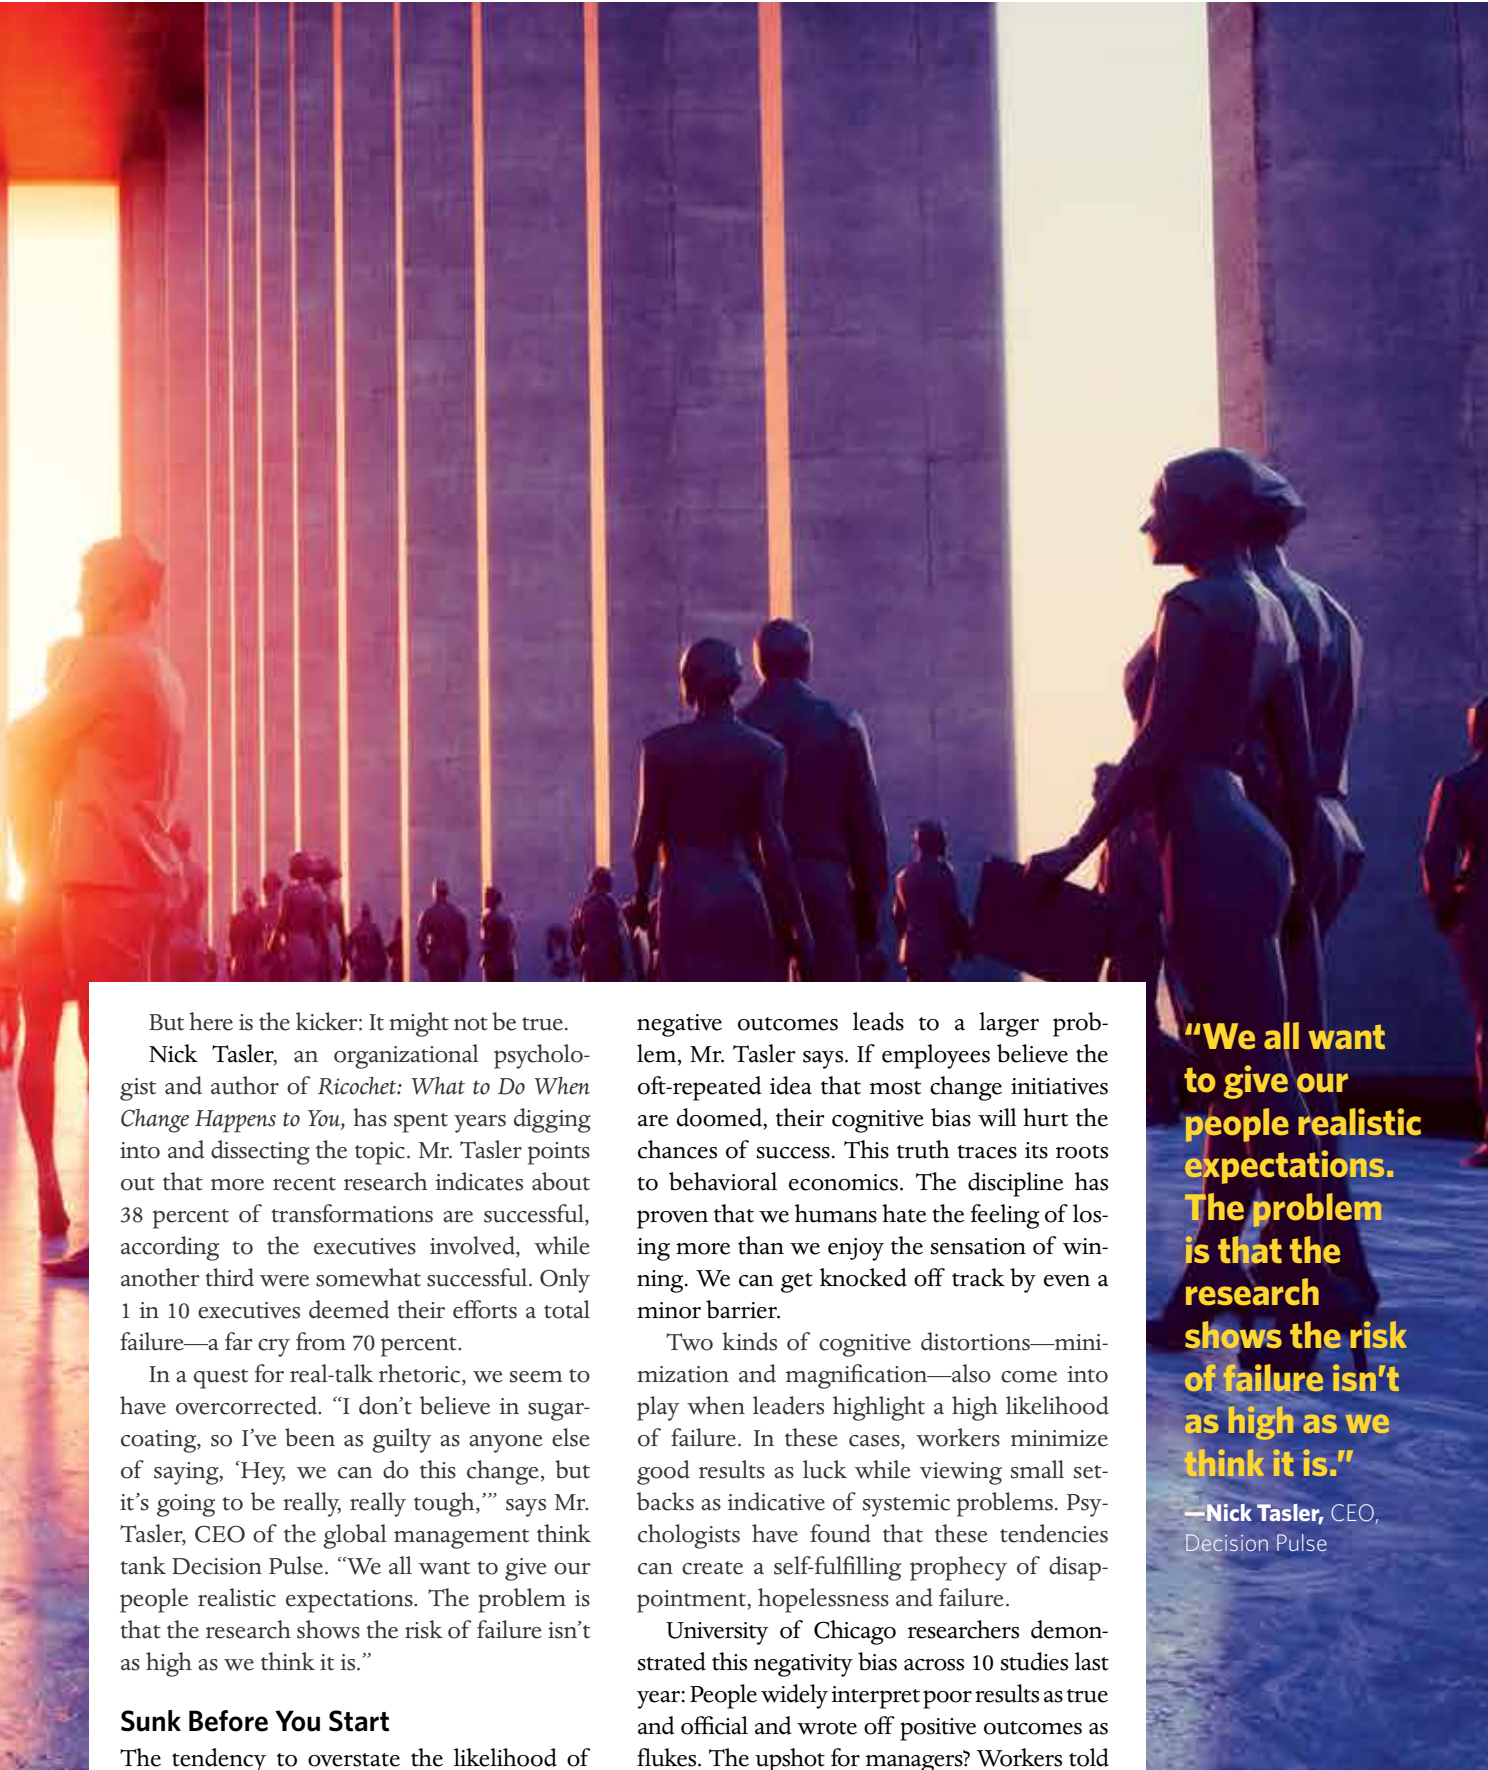 But here is the kicker: It might not be true.
Nick Tasler, an organizational psycholo-
gist and author of Ricochet: What to Do When
Change Happens to You, has spent years digging
into and dissecting the topic. Mr. Tasler points
out that more recent research indicates about
38 percent of transformations are successful,
according to the executives involved, while
another third were somewhat successful. Only
1 in 10 executives deemed their efforts a total
failure—a far cry from 70 percent.
In a quest for real-talk rhetoric, we seem to
have overcorrected. “I don’t believe in sugar-
coating, so I’ve been as guilty as anyone else
of saying, ‘Hey, we can do this change, but
it’s going to be really, really tough,’” says Mr.
Tasler, CEO of the global management think
tank Decision Pulse. “We all want to give our
people realistic expectations. The problem is
that the research shows the risk of failure isn’t
as high as we think it is.”
Sunk Before You Start
The tendency to overstate the likelihood of
negative outcomes leads to a larger prob-
lem, Mr. Tasler says. If employees believe the
oft-repeated idea that most change initiatives
are doomed, their cognitive bias will hurt the
chances of success. This truth traces its roots
to behavioral economics. The discipline has
proven that we humans hate the feeling of los-
ing more than we enjoy the sensation of win-
ning. We can get knocked off track by even a
minor barrier.
Two kinds of cognitive distortions—mini-
mization and magnification—also come into
play when leaders highlight a high likelihood
of failure. In these cases, workers minimize
good results as luck while viewing small set-
backs as indicative of systemic problems. Psy-
chologists have found that these tendencies
can create a self-fulfilling prophecy of disap-
pointment, hopelessness and failure.
University of Chicago researchers demon-
strated this negativity bias across 10 studies last
year: People widely interpret poor results as true
and official and wrote off positive outcomes as
flukes. The upshot for managers? Workers told
“We all want
to give our
people realistic
expectations.
The problem
is that the
research
shows the risk
of failure isn’t
as high as we
think it is.”
—Nick Tasler, CEO,
Decision Pulse